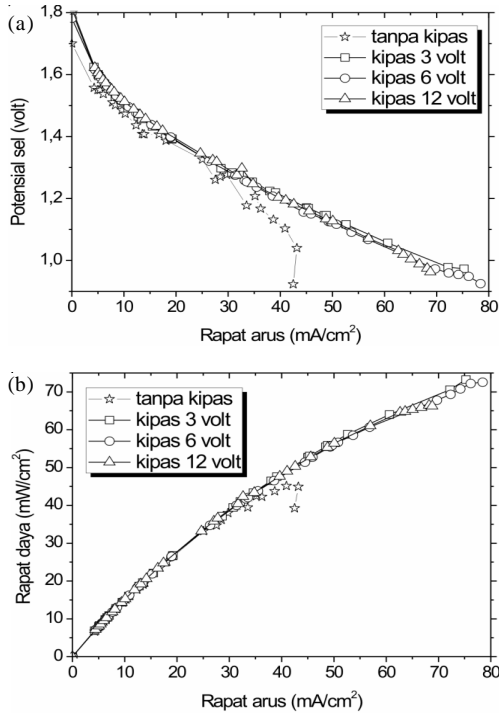 (a)
tanpa kipas
kipas 3 volt
kipas 6 volt
kipas 12 volt
Potensial sel (volt)
1,8
1,6
1,4
1,2
1,0
0 10 20 30 40 50 60 70 80
Rapat arus (mA/cm²)
(b)
tanpa kipas
kipas 3 volt
kipas 6 volt
kipas 12 volt
Rapat daya (mW/cm²)
70
60
50
40
30
20
10
0
0 10 20 30 40 50 60 70 80
Rapat arus (mA/cm²)